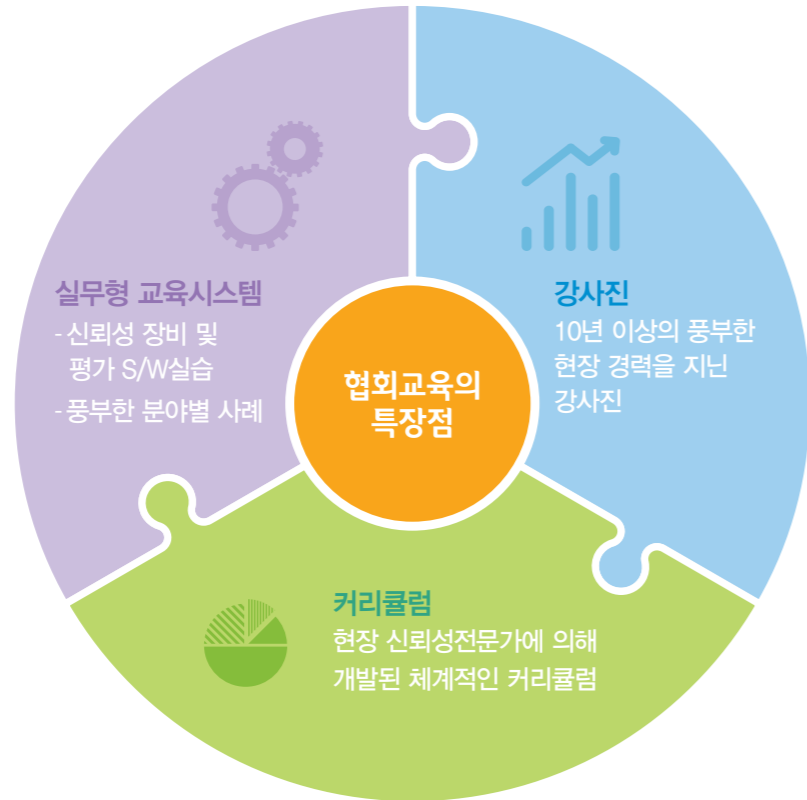 실무형 교육시스템
- 신뢰성 장비 및
평가 S/W실습
- 풍부한 분야별 사례
강사진
10년 이상의 풍부한
현장 경력을 지닌
강사진
협회교육의
특장점
커리큘럼
현장 신뢰성전문가에 의해
개발된 체계적인 커리큘럼